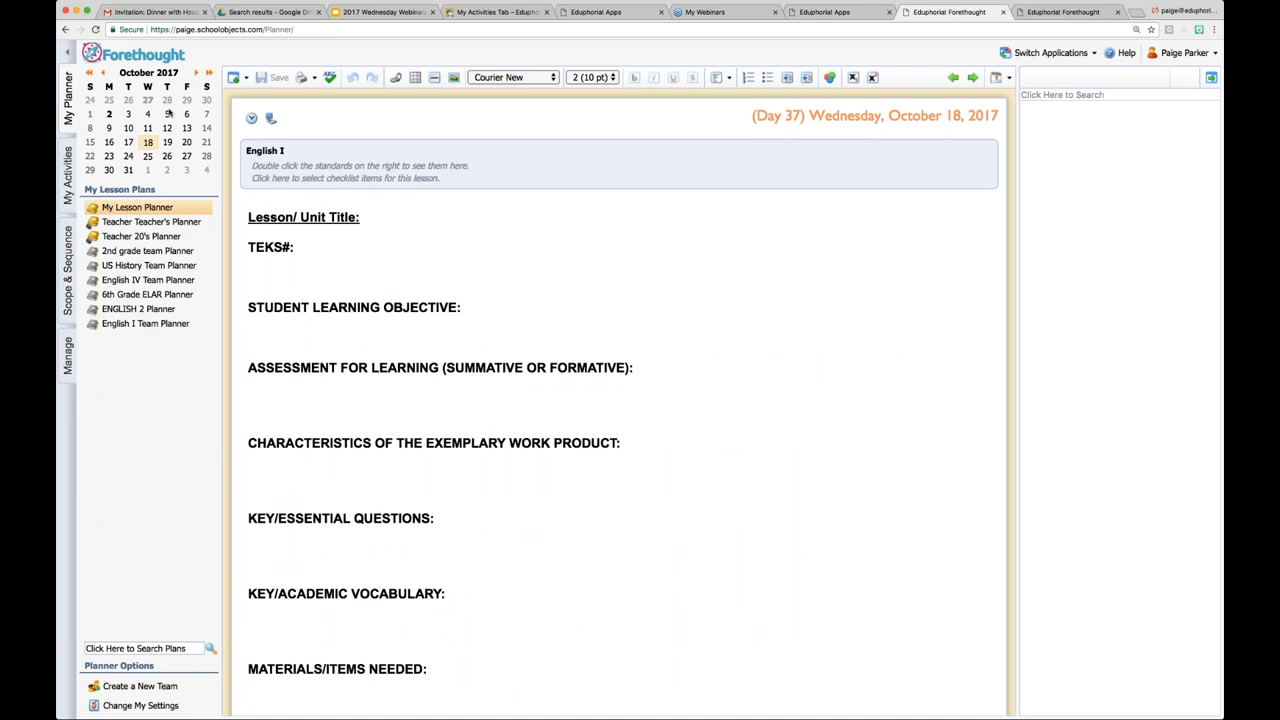 Invitation: Dinner with Hou
Search results - Google Dr
2017 Wednesday Webinars
My Activities Tab – Eduphor
Eduphorial Apps
My Webinars
Eduphorial Apps
Eduphorial Forethought
Eduphorial Forethought
paige@eduphori...
Secure | https://paige.schoolobjects.com/Planner/
Forethought
Switch Applications
Help
Paige Parker
October 2017
S M T W T F S
24 25 26 27 28 29 30
1 2 3 4 5 6 7
8 9 10 11 12 13 14
15 16 17 18 19 20 21
22 23 24 25 26 27 28
29 30 31 1 2 3 4
My Planner
My Activities
Scope & Sequence
Manage
My Lesson Plans
My Lesson Planner
Teacher Teacher's Planner
Teacher 20's Planner
2nd grade team Planner
US History Team Planner
English IV Team Planner
6th Grade ELAR Planner
ENGLISH 2 Planner
English I Team Planner
Click Here to Search Plans
Planner Options
Create a New Team
Change My Settings
Save
ABC
Courier New
2 (10 pt)
b i U s
(Day 37) Wednesday, October 18, 2017
English I
Double click the standards on the right to see them here.
Click here to select checklist items for this lesson.
Lesson/ Unit Title:
TEKS#:
STUDENT LEARNING OBJECTIVE:
ASSESSMENT FOR LEARNING (SUMMATIVE OR FORMATIVE):
CHARACTERISTICS OF THE EXEMPLARY WORK PRODUCT:
KEY/ESSENTIAL QUESTIONS:
KEY/ACADEMIC VOCABULARY:
MATERIALS/ITEMS NEEDED:
Click Here to Search